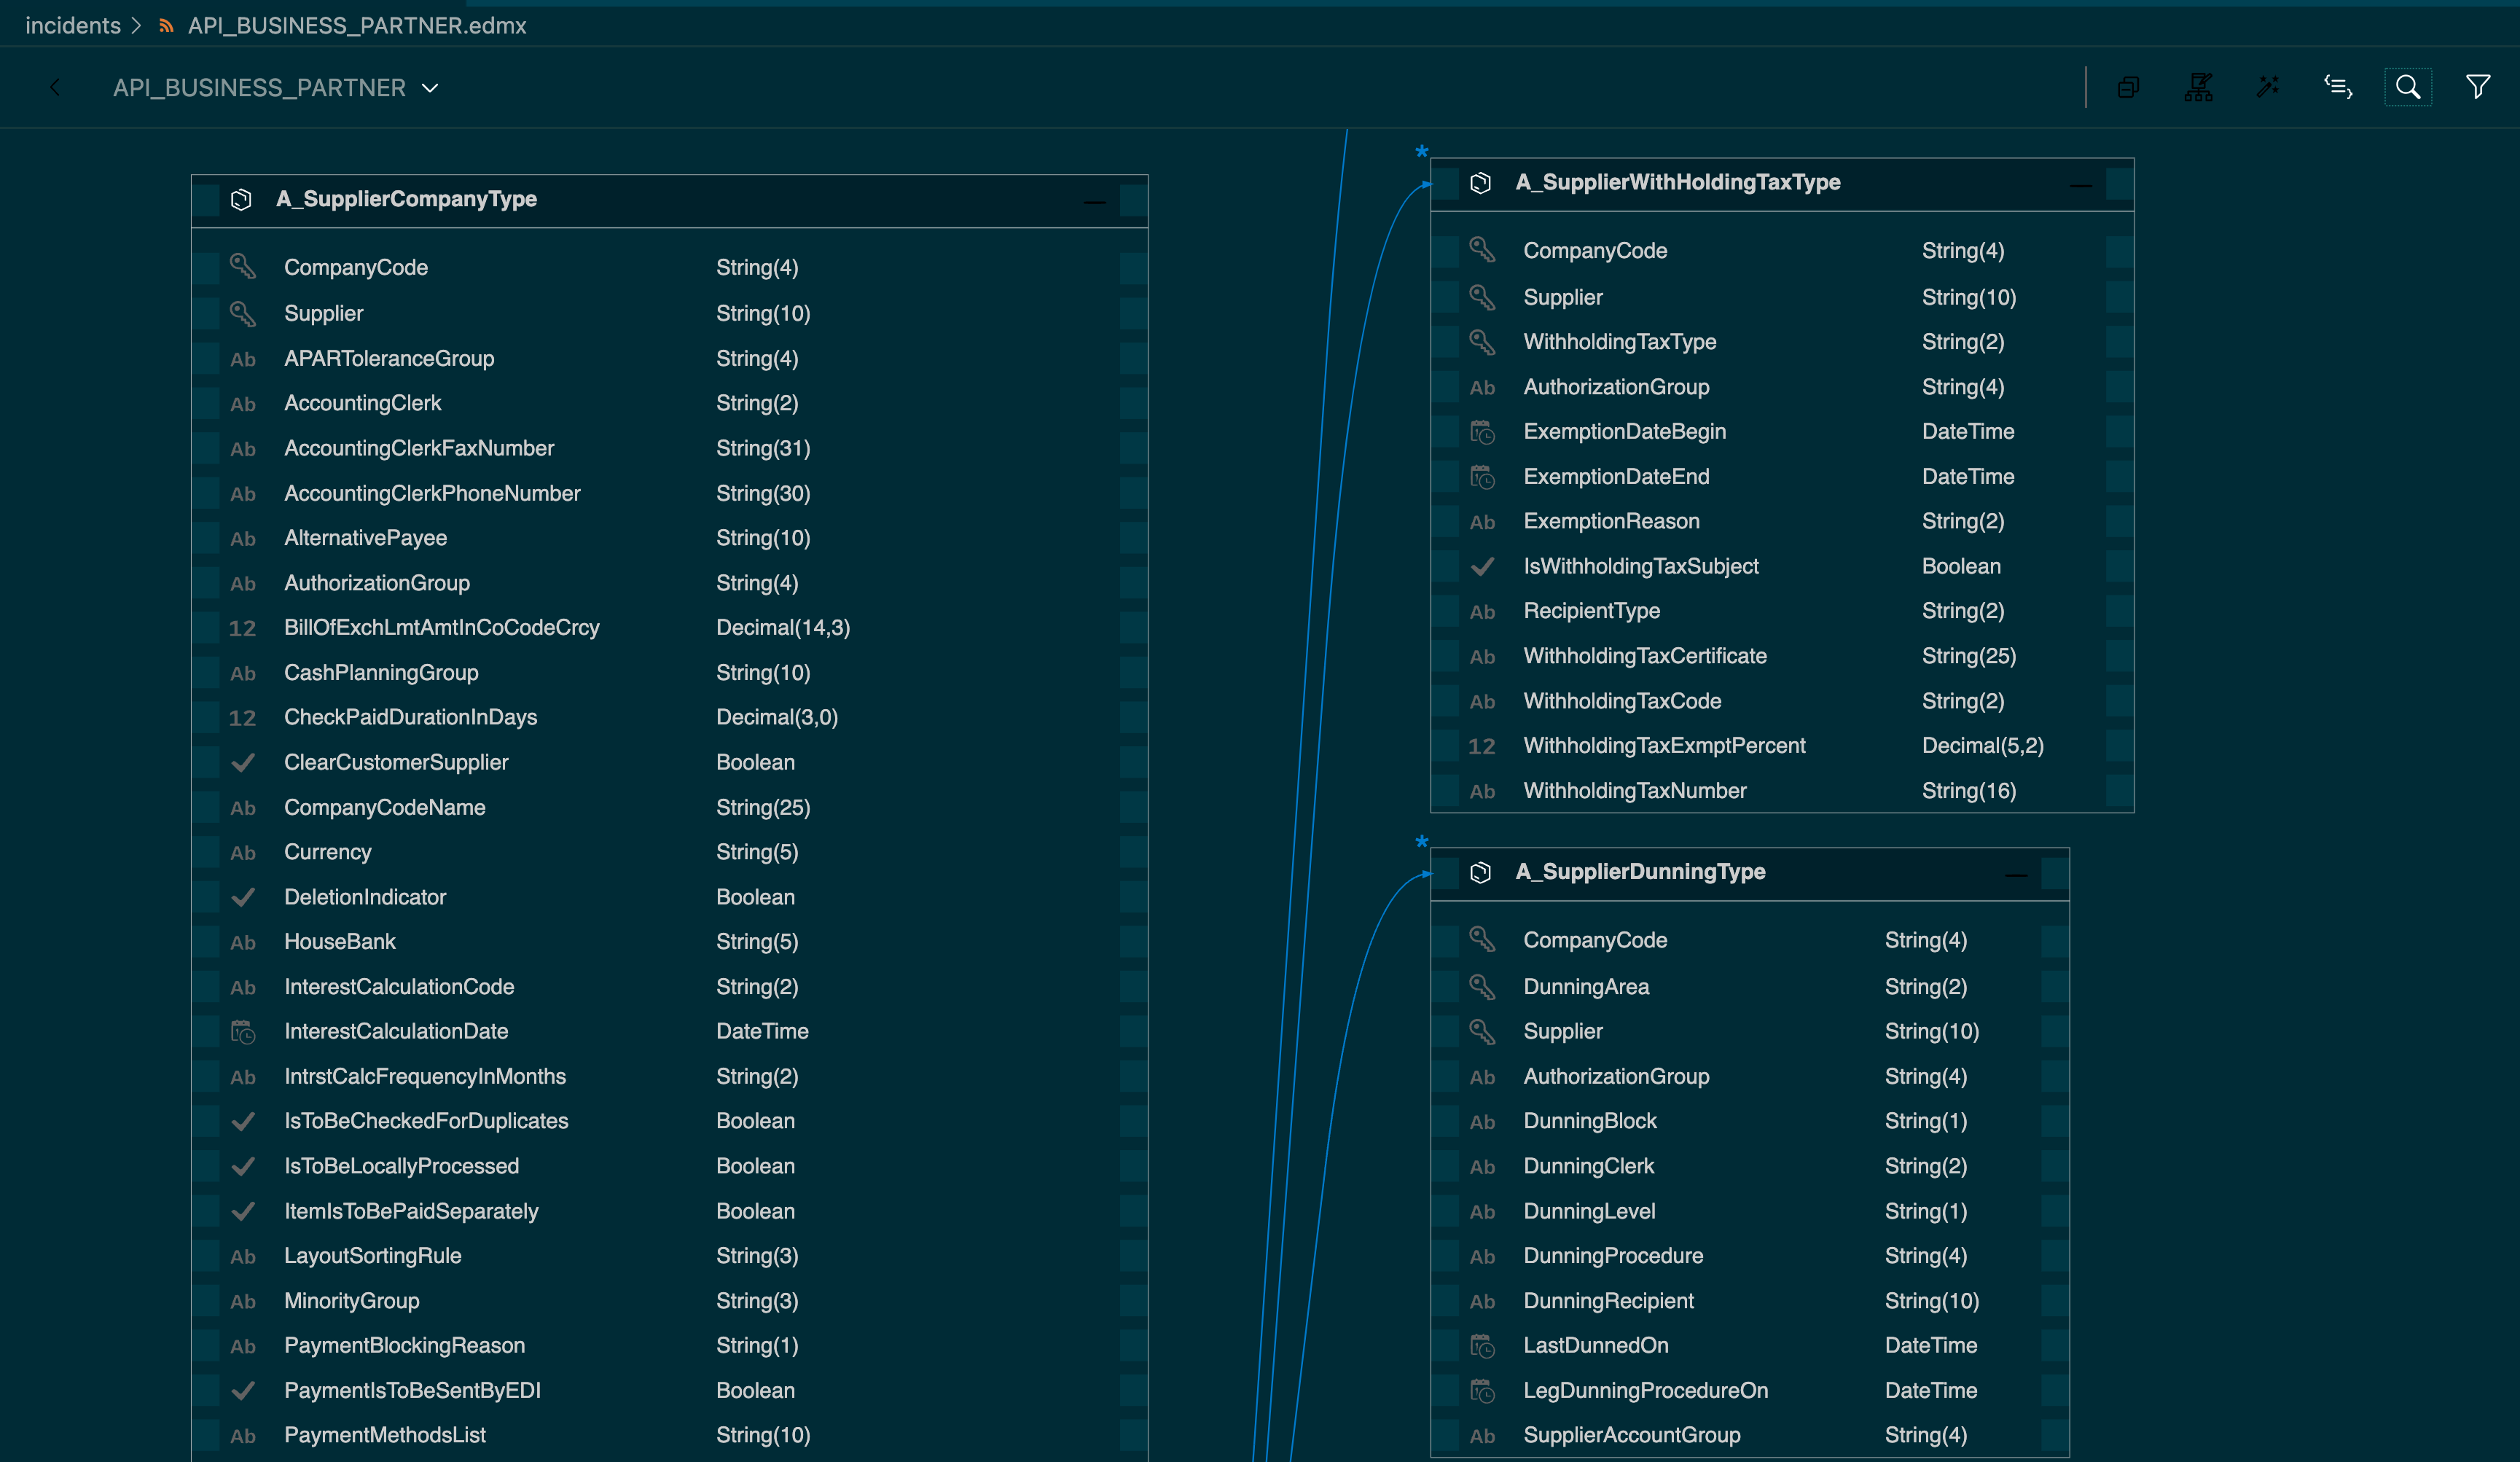 incidents > API_BUSINESS_PARTNER.edmx
API_BUSINESS_PARTNER
A_SupplierCompanyType
CompanyCode String(4)
Supplier String(10)
Ab APARToleranceGroup String(4)
Ab AccountingClerk String(2)
Ab AccountingClerkFaxNumber String(31)
Ab AccountingClerkPhoneNumber String(30)
Ab AlternativePayee String(10)
Ab AuthorizationGroup String(4)
12 BillOfExchLmtAmtInCoCodeCrcy Decimal(14,3)
Ab CashPlanningGroup String(10)
12 CheckPaidDurationInDays Decimal(3,0)
ClearCustomerSupplier Boolean
Ab CompanyCodeName String(25)
Ab Currency String(5)
DeletionIndicator Boolean
Ab HouseBank String(5)
Ab InterestCalculationCode String(2)
InterestCalculationDate DateTime
Ab IntrstCalcFrequencyInMonths String(2)
IsToBeCheckedForDuplicates Boolean
IsToBeLocallyProcessed Boolean
ItemIsToBePaidSeparately Boolean
Ab LayoutSortingRule String(3)
Ab MinorityGroup String(3)
Ab PaymentBlockingReason String(1)
PaymentIsToBeSentByEDI Boolean
Ab PaymentMethodsList String(10)
*
A_SupplierWithHoldingTaxType
CompanyCode String(4)
Supplier String(10)
WithholdingTaxType String(2)
Ab AuthorizationGroup String(4)
ExemptionDateBegin DateTime
ExemptionDateEnd DateTime
Ab ExemptionReason String(2)
IsWithholdingTaxSubject Boolean
Ab RecipientType String(2)
Ab WithholdingTaxCertificate String(25)
Ab WithholdingTaxCode String(2)
12 WithholdingTaxExmptPercent Decimal(5,2)
Ab WithholdingTaxNumber String(16)
*
A_SupplierDunningType
CompanyCode String(4)
DunningArea String(2)
Supplier String(10)
Ab AuthorizationGroup String(4)
Ab DunningBlock String(1)
Ab DunningClerk String(2)
Ab DunningLevel String(1)
Ab DunningProcedure String(4)
Ab DunningRecipient String(10)
LastDunnedOn DateTime
LegDunningProcedureOn DateTime
Ab SupplierAccountGroup String(4)